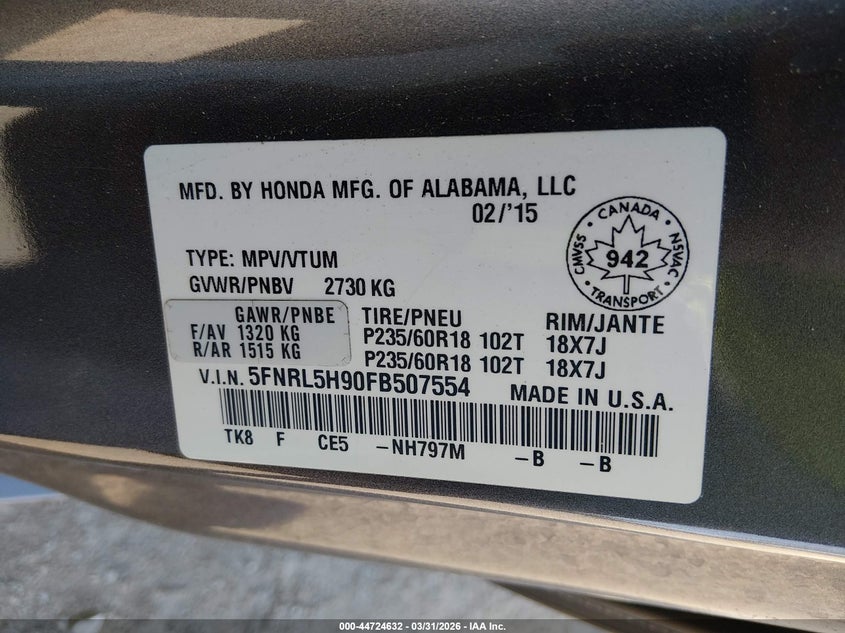 MFD. BY HONDA MFG. OF ALABAMA, LLC
02/'15
CANADA
CMVSS
942
NSVAC
TRANSPORT
TYPE: MPV/VTUM
GVWR/PNBV 2730 KG
GAWR/PNBE TIRE/PNEU RIM/JANTE
F/AV 1320 KG P235/60R18 102T 18X7J
R/AR 1515 KG P235/60R18 102T 18X7J
V.I.N. 5FNRL5H90FB507554 MADE IN U.S.A.
TK8 F CE5 -NH797M -B -B
000-44724632 — 03/31/2026 — IAA Inc.